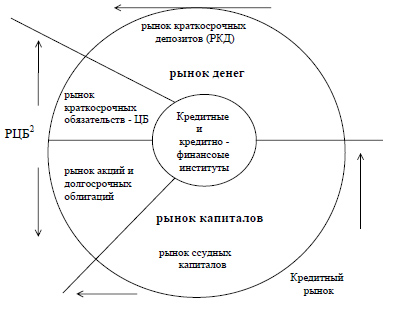 рынок краткосрочных
депозитов (РКД)
рынок денег
рынок
краткосрочных
обязательств - ЦБ
Кредитные
и
кредитно -
финансоые
институты
РЦБ²
рынок акций и
долгосрочных
облигаций
рынок капиталов
рынок ссудных
капиталов
Кредитный
рынок